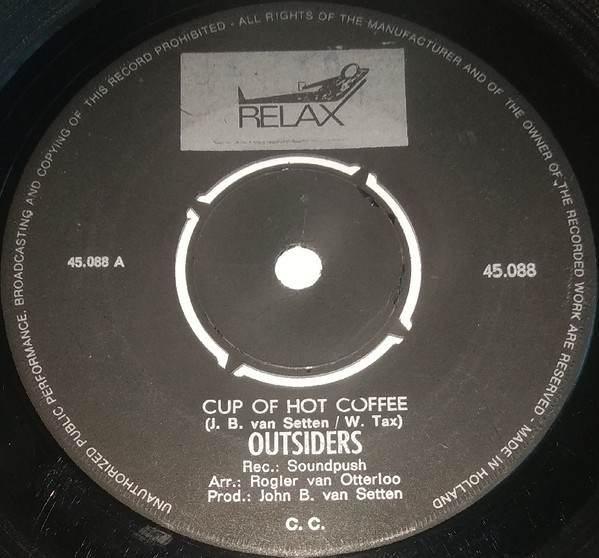 UNAUTHORIZED PUBLIC PERFORMANCE. BROADCASTING AND COPYING OF THIS RECORD PROHIBITED · ALL RIGHTS OF THE MANUFACTURER AND OF THE OWNER OF THE RECORDED WORK ARE RESERVED · MADE IN HOLLAND
RELAX
45.088 A
45.088
CUP OF HOT COFFEE
(J. B. van Setten / W. Tax)
OUTSIDERS
Rec.: Soundpush
Arr.: Rogier van Otterloo
Prod.: John B. van Setten
C. C.